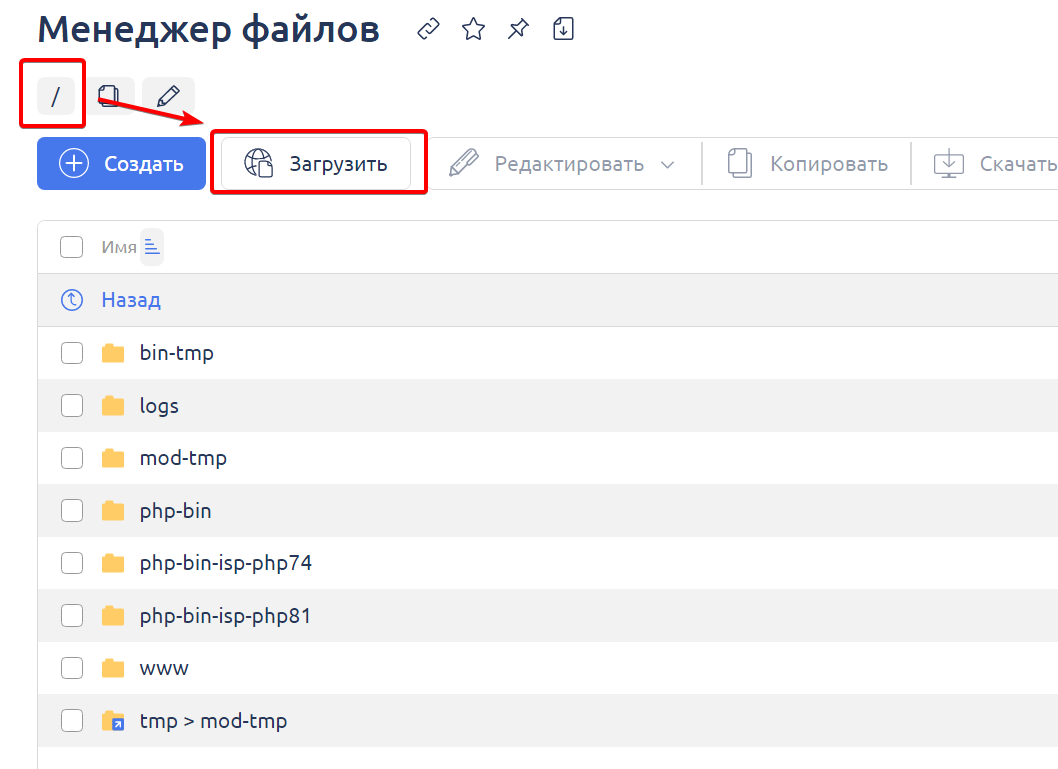 Менеджер файлов
/
Создать Загрузить Редактировать Копировать Скачать
Имя
Назад
bin-tmp
logs
mod-tmp
php-bin
php-bin-isp-php74
php-bin-isp-php81
www
tmp > mod-tmp